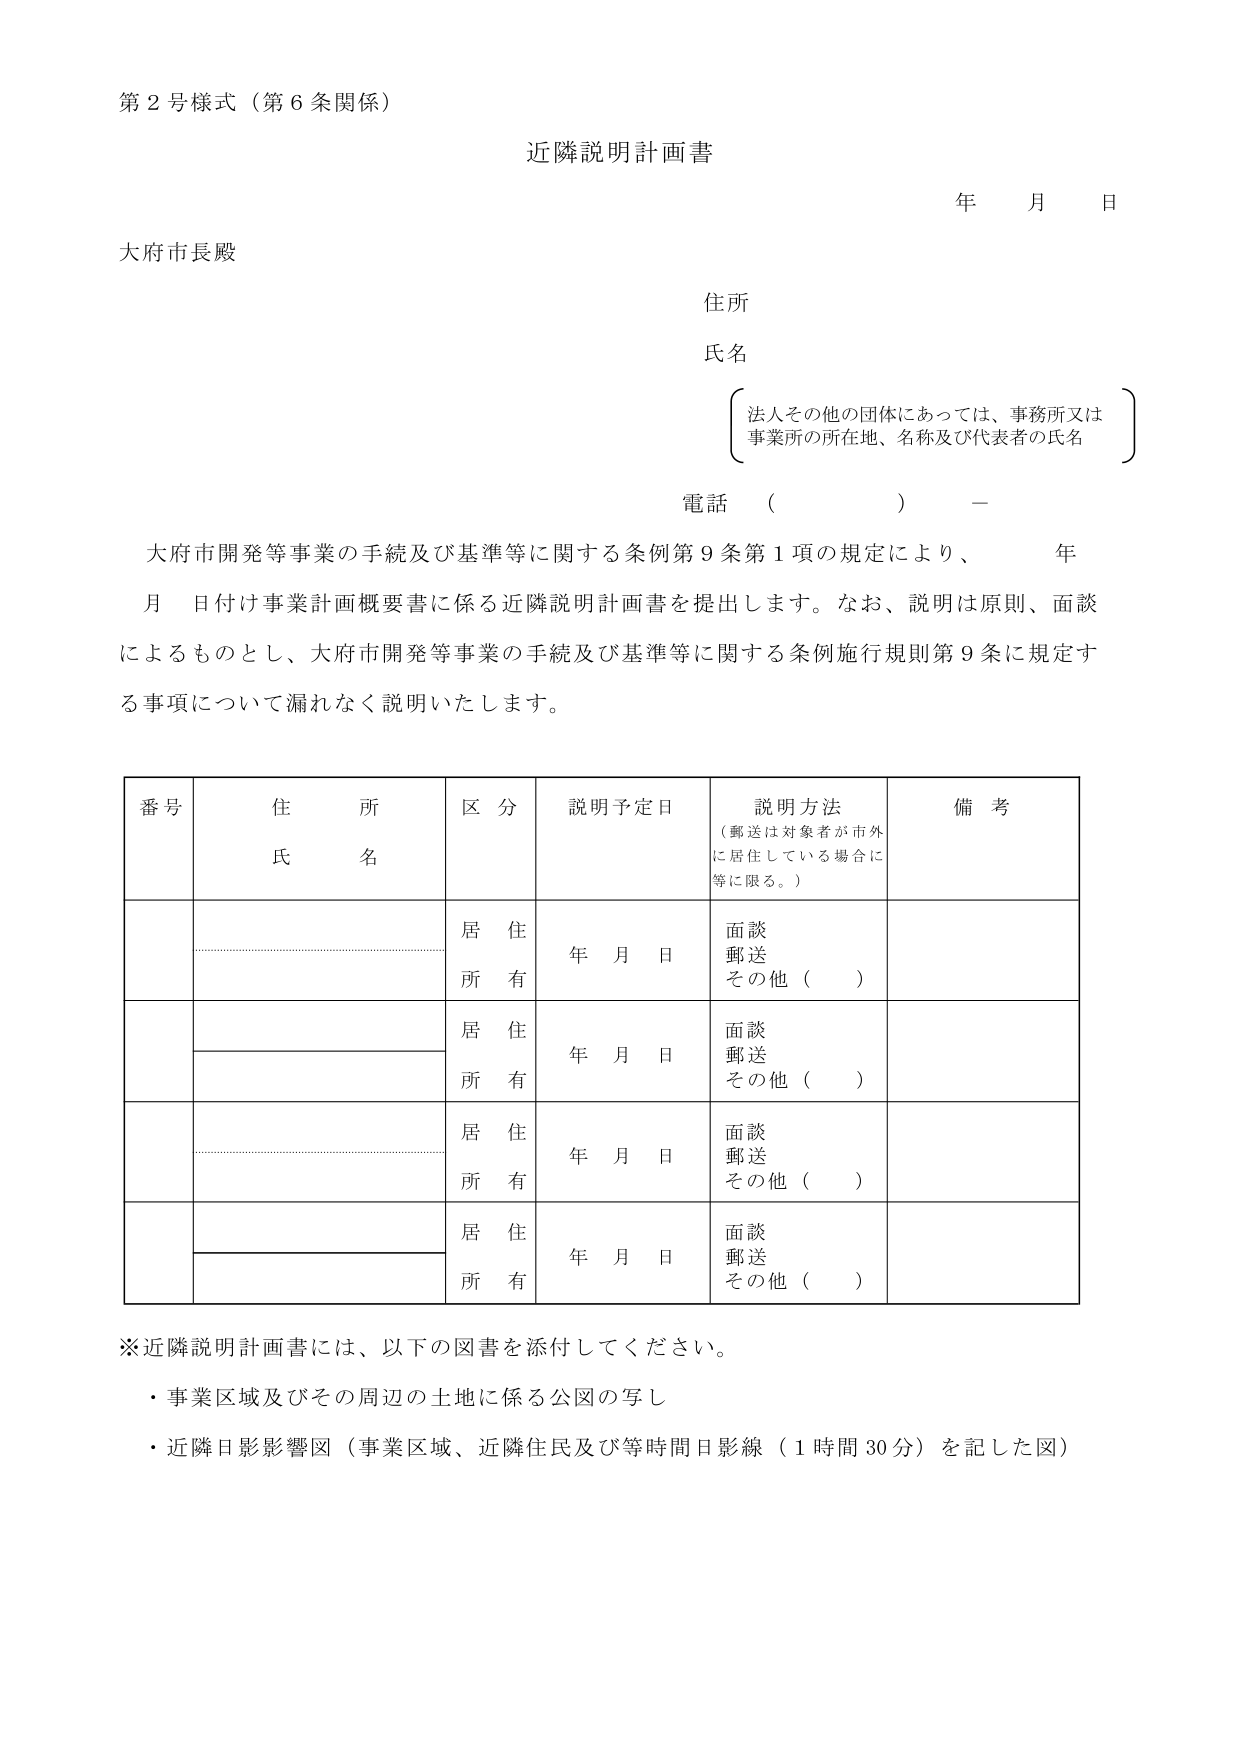 第２号様式（第６条関係）
近隣説明計画書
年　　月　　日
大府市長殿
住所
氏名
法人その他の団体にあっては、事務所又は
事業所の所在地、名称及び代表者の氏名
電話　（　　　　　）　　－
大府市開発等事業の手続及び基準等に関する条例第９条第１項の規定により、　　　年
月　日付け事業計画概要書に係る近隣説明計画書を提出します。なお、説明は原則、面談
によるものとし、大府市開発等事業の手続及び基準等に関する条例施行規則第９条に規定す
る事項について漏れなく説明いたします。
番号　住　　所　区　分　説明予定日　説明方法　備　考
（郵送は対象者が市外
氏　　名　に居住している場合に
等に限る。）
居　住　面談
年　月　日　郵送
所　有　その他（　　）
居　住　面談
年　月　日　郵送
所　有　その他（　　）
居　住　面談
年　月　日　郵送
所　有　その他（　　）
居　住　面談
年　月　日　郵送
所　有　その他（　　）
※近隣説明計画書には、以下の図書を添付してください。
・事業区域及びその周辺の土地に係る公図の写し
・近隣日影影響図（事業区域、近隣住民及び等時間日影線（１時間30分）を記した図）